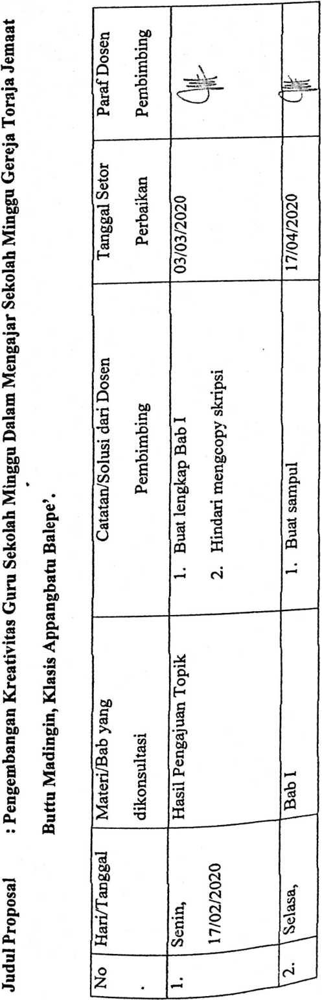 Judul Proposal : Pengembangan Kreativitas Guru Sekolah Minggu Dalam Mengajar Sekolah Minggu Gereja Toraja Jemaat
Buttu Madingin, Klasis Appangbatu Balepe’.
No . Hari/Tanggal Materi/Bab yang dikonsultasi Catatan/Solusi dari Dosen Pembimbing Tanggal Setor Perbaikan Paraf Dosen Pembimbing
1. Senin, Hasil Pengajuan Topik 1. Buat lengkap Bab I 03/03/2020
17/02/2020 2. Hindari mengcopy skripsi
2. Selasa, Bab I 1. Buat sampul 17/04/2020